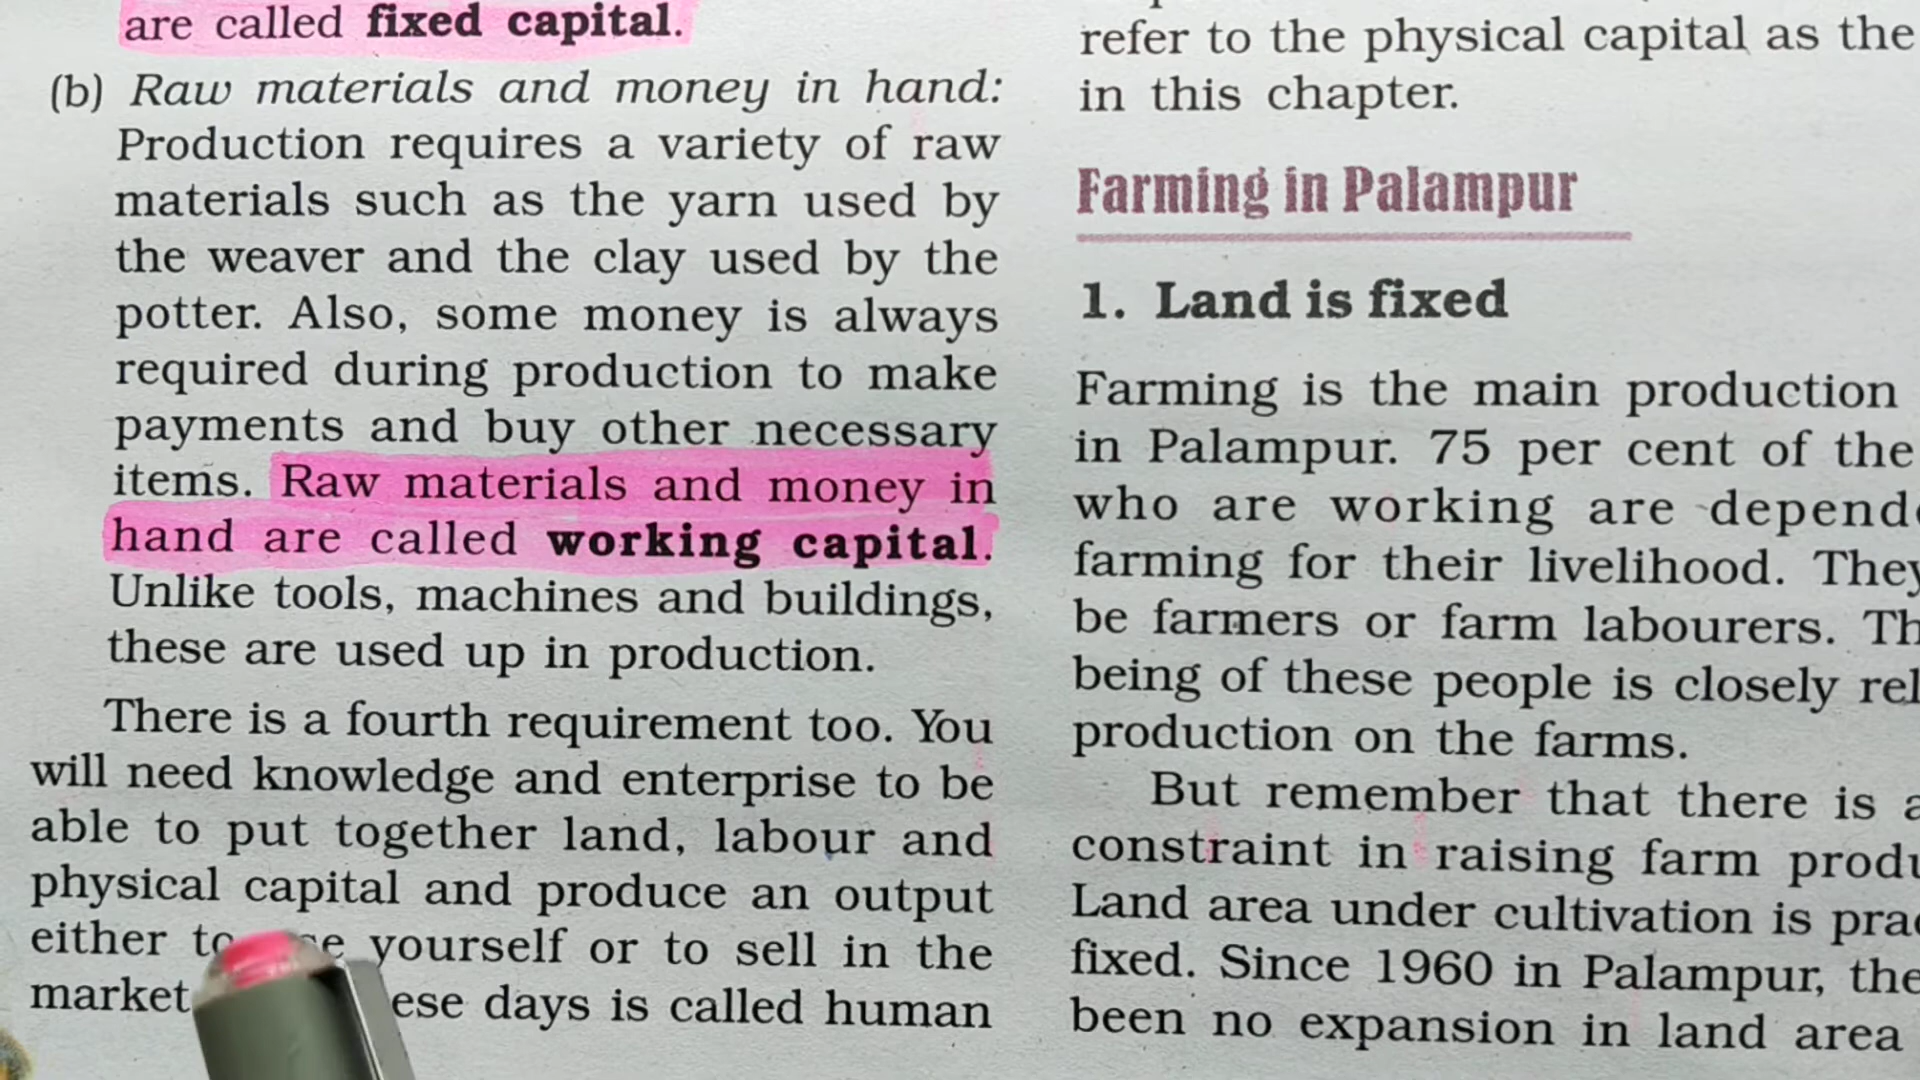 are called fixed capital.
(b) Raw materials and money in hand:
Production requires a variety of raw
materials such as the yarn used by
the weaver and the clay used by the
potter. Also, some money is always
required during production to make
payments and buy other necessary
items. Raw materials and money in
hand are called working capital.
Unlike tools, machines and buildings,
these are used up in production.
There is a fourth requirement too. You
will need knowledge and enterprise to be
able to put together land, labour and
physical capital and produce an output
either to yourself or to sell in the
market days is called human
refer to the physical capital as the
in this chapter.
Farming in Palampur
1. Land is fixed
Farming is the main production
in Palampur. 75 per cent of the
who are working are
farming for their livelihood. They
be farmers or farm labourers.
being of these people is closely
production on the farms.
But remember that there is
constraint in raising farm
Land area under cultivation is
fixed. Since 1960 in Palampur,
been no expansion in land area